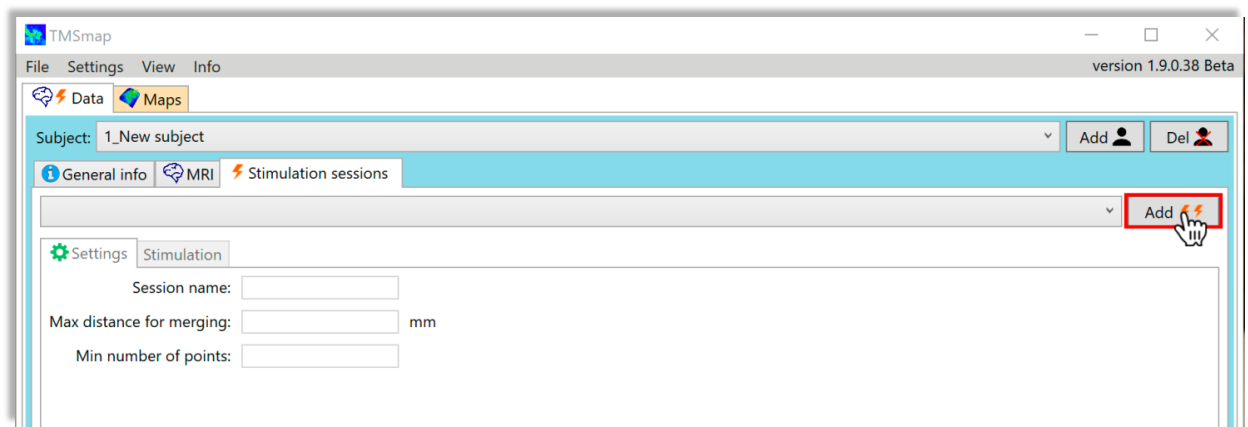 TMSmap
File Settings View Info version 1.9.0.38 Beta
Data Maps
Subject: 1_New subject Add Del
General info MRI Stimulation sessions
Add
Settings Stimulation
Session name:
Max distance for merging: mm
Min number of points: